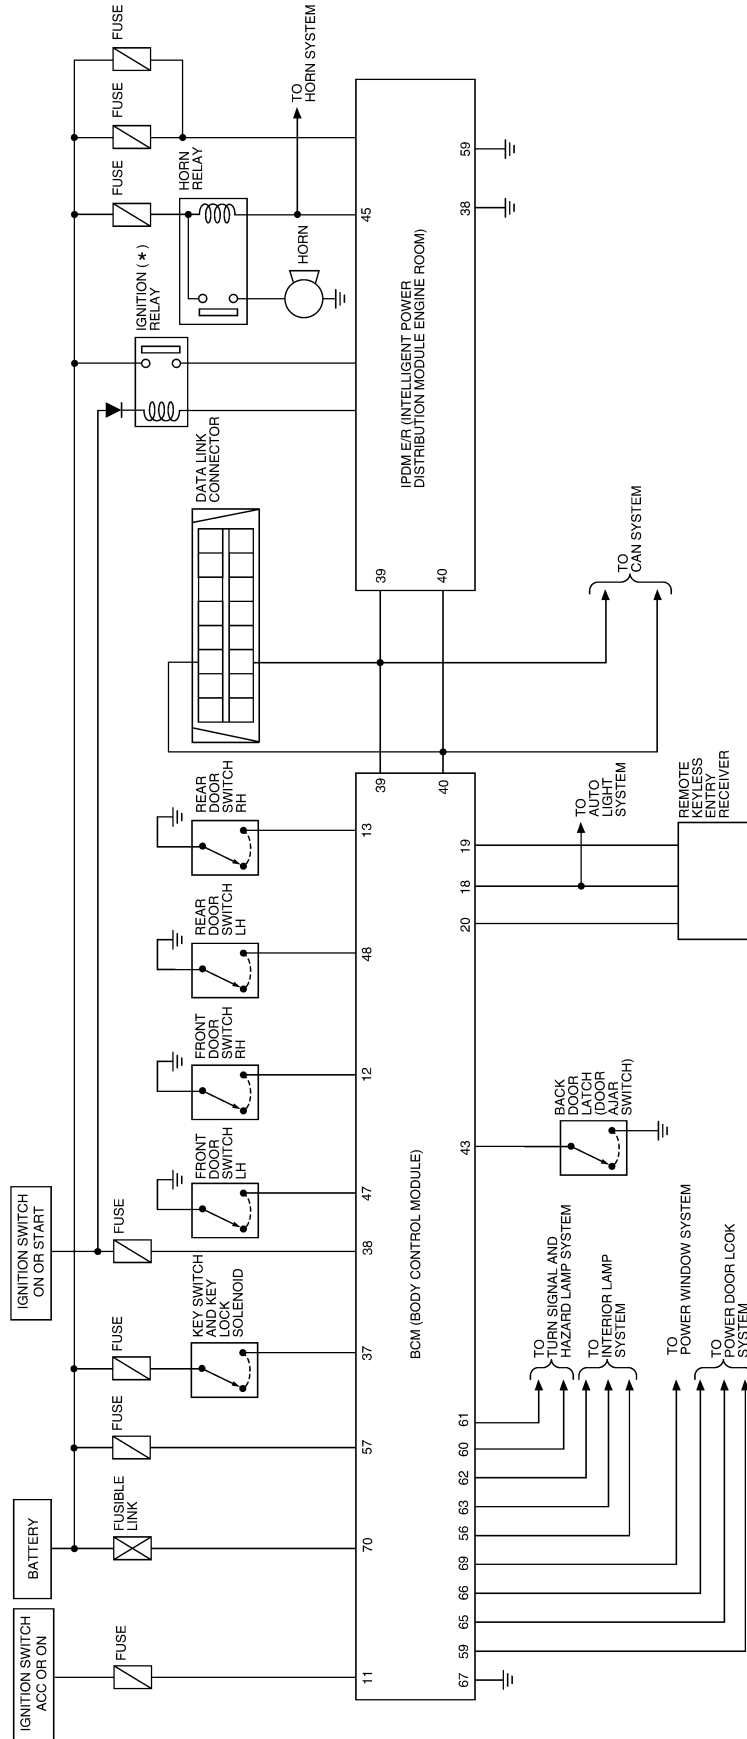 IGNITION SWITCH
ACC OR ON
BATTERY
IGNITION SWITCH
ON OR START
FUSE
FUSIBLE
LINK
FUSE
FUSE
FUSE
IGNITION (*)
RELAY
FUSE
FUSE
FUSE
KEY SWITCH
AND KEY
LOCK
SOLENOID
FRONT
DOOR
SWITCH
LH
FRONT
DOOR
SWITCH
RH
REAR
DOOR
SWITCH
LH
REAR
DOOR
SWITCH
RH
DATA LINK
CONNECTOR
HORN
RELAY
HORN
TO
HORN SYSTEM
11
70
57
37
38
47
12
48
13
39
40
39
40
45
BCM (BODY CONTROL MODULE)
IPDM E/R (INTELLIGENT POWER
DISTRIBUTION MODULE ENGINE ROOM)
67
59
65
66
69
56
63
62
60
61
43
20
18
19
38
59
TO
TURN SIGNAL AND
HAZARD LAMP SYSTEM
TO
INTERIOR LAMP
SYSTEM
TO
POWER WINDOW SYSTEM
TO
POWER DOOR LCOK
SYSTEM
BACK
DOOR
LATCH
(DOOR
AJAR
SWITCH)
TO
AUTO
LIGHT
SYSTEM
REMOTE
KEYLESS
ENTRY
RECEIVER
TO
CAN SYSTEM